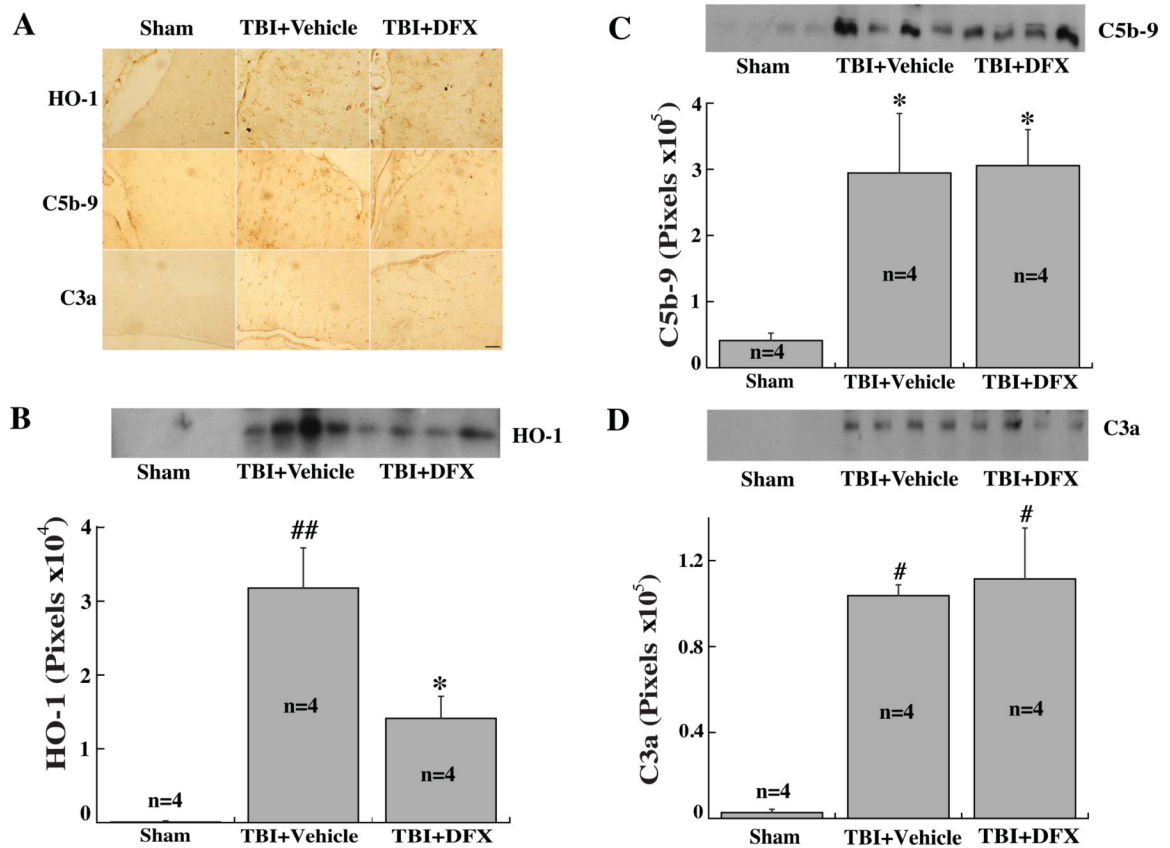 A
Sham TBI+Vehicle TBI+DFX
HO-1
C5b-9
C3a
B
HO-1
Sham TBI+Vehicle TBI+DFX
HO-1 (Pixels x10^4)
4
3
2
1
0
##
*
n=4
n=4
n=4
Sham TBI+Vehicle TBI+DFX
C
C5b-9
Sham TBI+Vehicle TBI+DFX
C5b-9 (Pixels x10^5)
4
3
2
1
0
* *
n=4 n=4
n=4
Sham TBI+Vehicle TBI+DFX
D
C3a
Sham TBI+Vehicle TBI+DFX
C3a (Pixels x10^5)
1.2
0.8
0.4
0
#
#
n=4 n=4
n=4
Sham TBI+Vehicle TBI+DFX